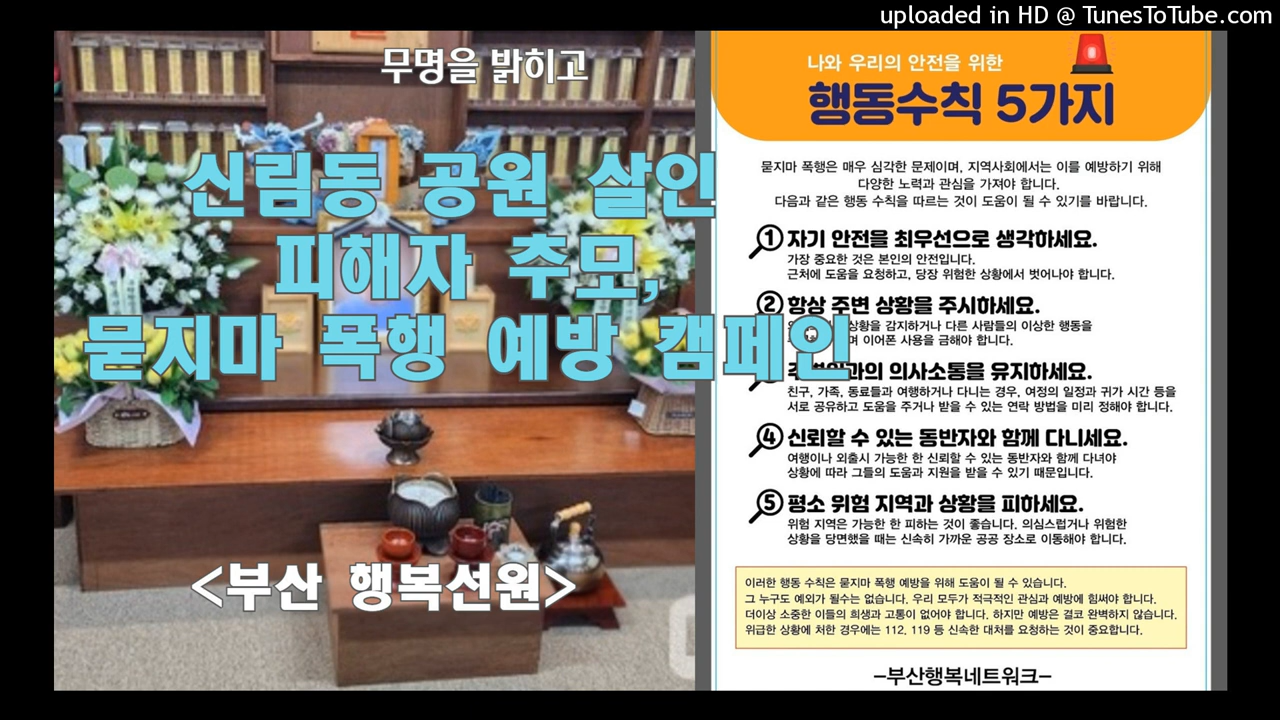 uploaded in HD @ TunesToTube.com
무명을 밝히고
신림동 공원 살인
피해자 추모,
묻지마 폭행 예방 캠페인
<부산 행복선원>
나와 우리의 안전을 위한
행동수칙 5가지
묻지마 폭행은 매우 심각한 문제이며, 지역사회에서는 이를 예방하기 위해
다양한 노력과 관심을 가져야 합니다.
다음과 같은 행동 수칙을 따르는 것이 도움이 될 수 있기를 바랍니다.
1 자기 안전을 최우선으로 생각하세요.
가장 중요한 것은 본인의 안전입니다.
근처에 도움을 요청하고, 당장 위험한 상황에서 벗어나야 합니다.
2 항상 주변 상황을 주시하세요.
상황을 감지하거나 다른 사람들의 이상한 행동을
이어폰 사용을 금해야 합니다.
의사소통을 유지하세요.
친구, 가족, 동료들과 여행하거나 다니는 경우, 여정의 일정과 귀가 시간 등을
서로 공유하고 도움을 주거나 받을 수 있는 연락 방법을 미리 정해야 합니다.
4 신뢰할 수 있는 동반자와 함께 다니세요.
여행이나 외출시 가능한 한 신뢰할 수 있는 동반자와 함께 다녀야
상황에 따라 그들의 도움과 지원을 받을 수 있기 때문입니다.
5 평소 위험 지역과 상황을 피하세요.
위험 지역은 가능한 한 피하는 것이 좋습니다. 의심스럽거나 위험한
상황을 당면했을 때는 신속히 가까운 공공 장소로 이동해야 합니다.
이러한 행동 수칙은 묻지마 폭행 예방을 위해 도움이 될 수 있습니다.
그 누구도 예외가 될수는 없습니다. 우리 모두가 적극적인 관심과 예방에 힘써야 합니다.
더이상 소중한 이들의 희생과 고통이 없어야 합니다. 하지만 예방은 결코 완벽하지 않습니다.
위급한 상황에 처한 경우에는 112, 119 등 신속한 대처를 요청하는 것이 중요합니다.
–부산행복네트워크–